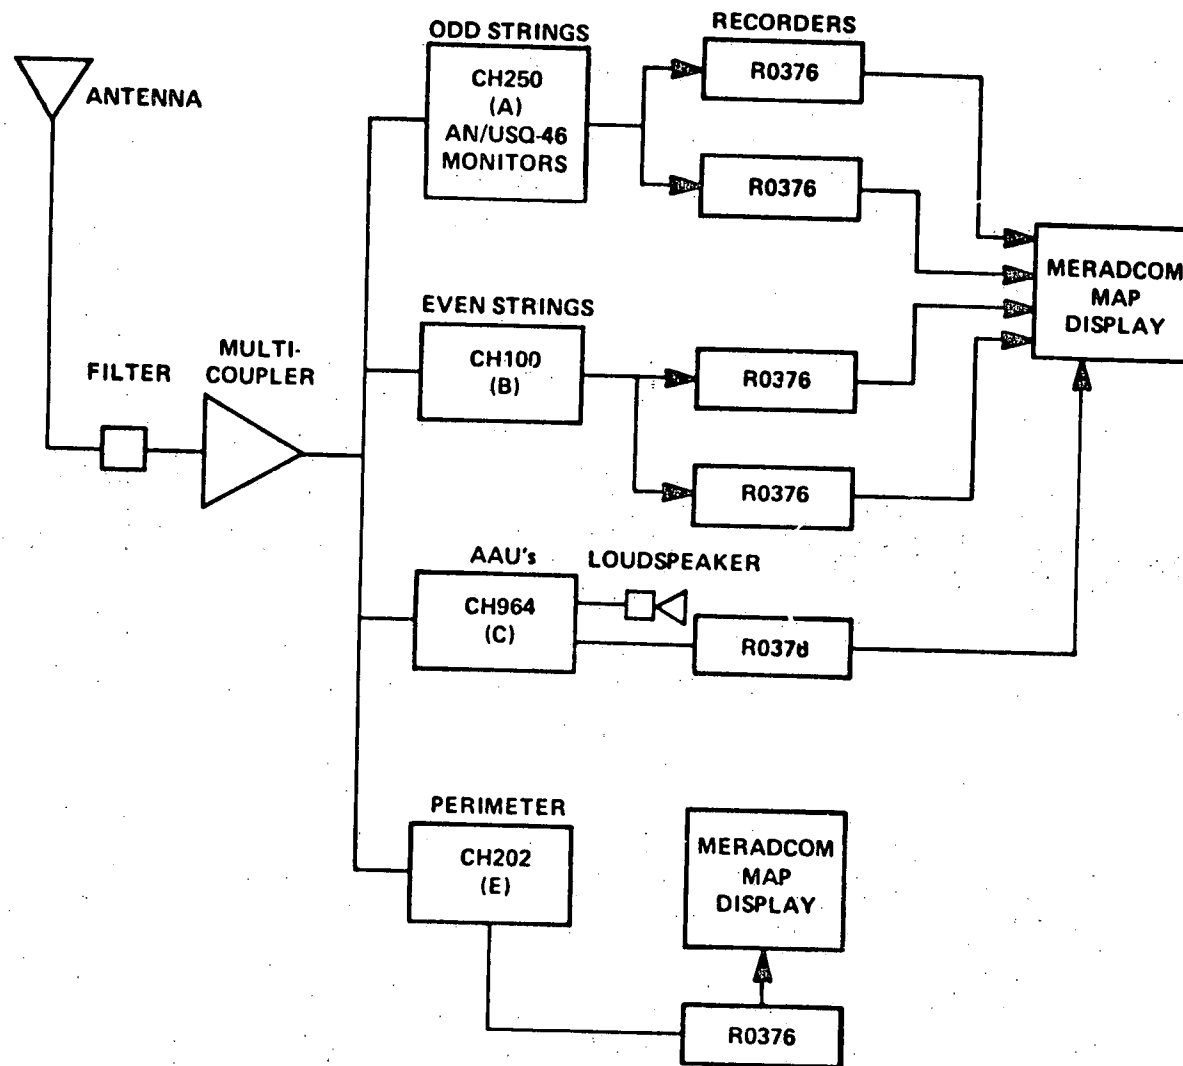 ODD STRINGS
RECORDERS
ANTENNA
CH250
(A)
AN/USQ-46
MONITORS
R0376
R0376
MERADCOM
MAP
DISPLAY
EVEN STRINGS
CH100
(B)
R0376
R0376
FILTER
MULTI-
COUPLER
AAU's
LOUDSPEAKER
CH964
(C)
R0376
PERIMETER
CH202
(E)
MERADCOM
MAP
DISPLAY
R0376